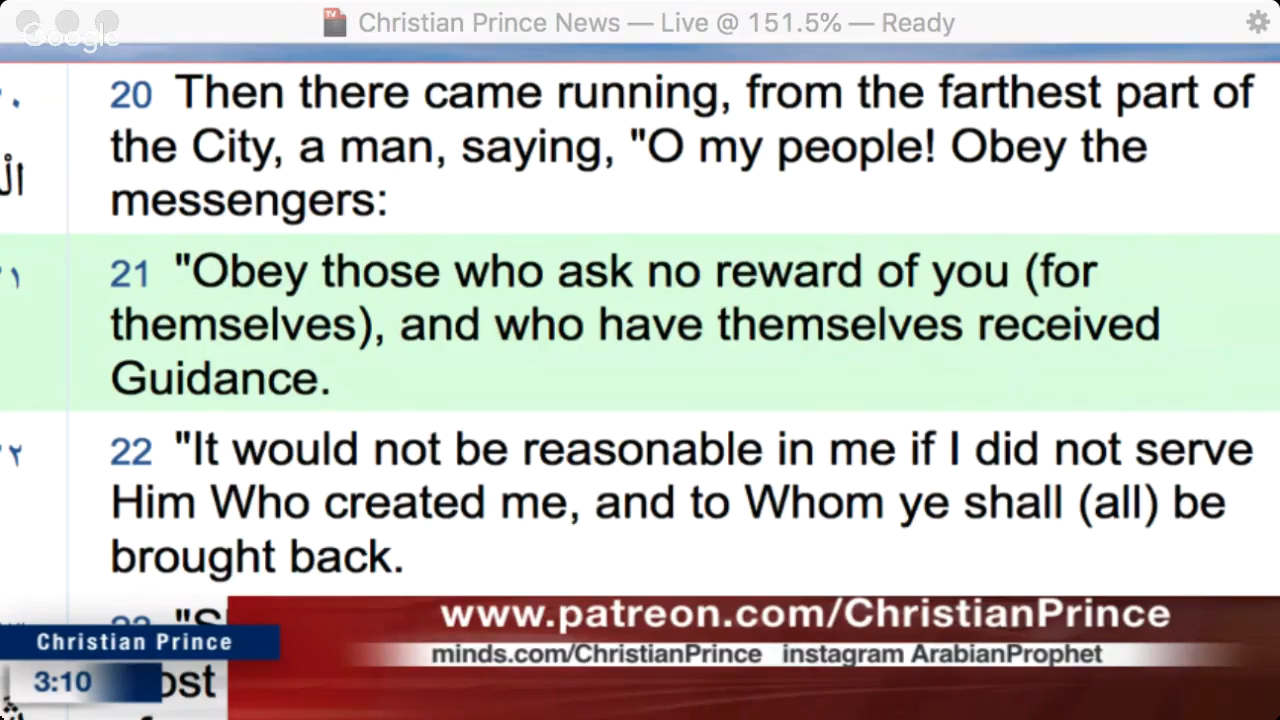 Christian Prince News — Live @ 151.5% — Ready
Google
20 Then there came running, from the farthest part of
the City, a man, saying, "O my people! Obey the
messengers:
21 "Obey those who ask no reward of you (for
themselves), and who have themselves received
Guidance.
22 "It would not be reasonable in me if I did not serve
Him Who created me, and to Whom ye shall (all) be
brought back.
www.patreon.com/ChristianPrince
minds.com/ChristianPrince instagram ArabianProphet
Christian Prince
3:10